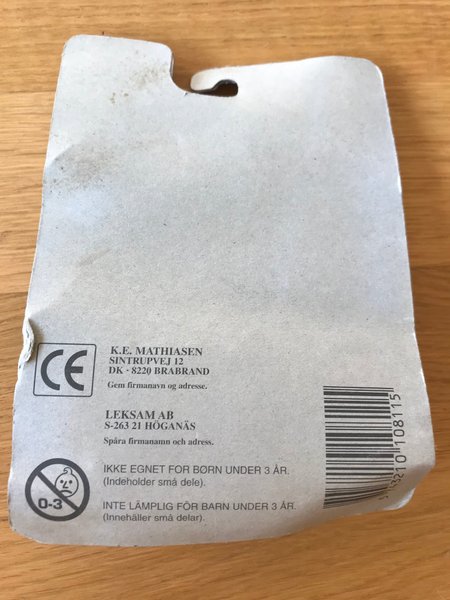 CE
K.E. MATHIASEN
SINTRUPVEJ 12
DK - 8220 BRABRAND
Gem firmanavn og adresse.
LEKSAM AB
S-263 21 HÖGANÄS
Spåra firmanamn och adress.
0-3
IKKE EGNET FOR BØRN UNDER 3 ÅR.
(Indeholder små dele).
INTE LÄMPLIG FÖR BARN UNDER 3 ÅR.
(Innehåller små delar).
108115